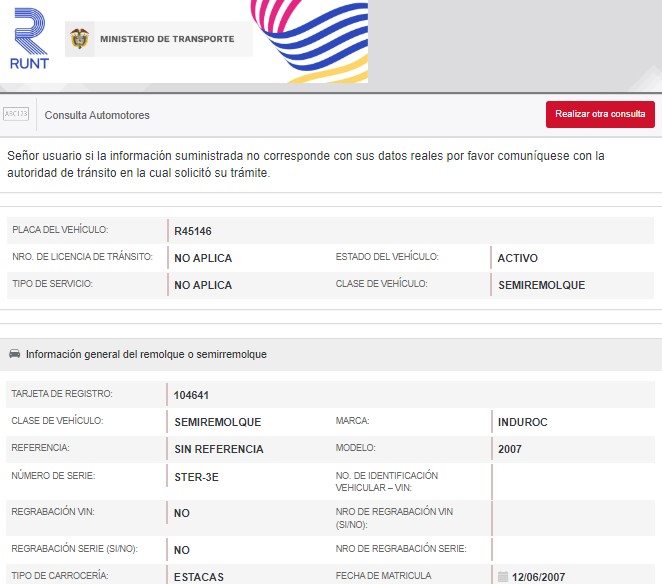 RUNT
MINISTERIO DE TRANSPORTE
ABC123
Consulta Automotores
Realizar otra consulta
Señor usuario si la información suministrada no corresponde con sus datos reales por favor comuníquese con la
autoridad de tránsito en la cual solicitó su trámite.
PLACA DEL VEHÍCULO: R45146
NRO. DE LICENCIA DE TRÁNSITO: NO APLICA ESTADO DEL VEHÍCULO: ACTIVO
TIPO DE SERVICIO: NO APLICA CLASE DE VEHÍCULO: SEMIREMOLQUE
Información general del remolque o semirremolque
TARJETA DE REGISTRO: 104641
CLASE DE VEHÍCULO: SEMIREMOLQUE MARCA: INDUROC
REFERENCIA: SIN REFERENCIA MODELO: 2007
NÚMERO DE SERIE: STER-3E NO. DE IDENTIFICACIÓN
VEHICULAR – VIN:
REGRABACIÓN VIN: NO NRO DE REGRABACIÓN VIN
(SI/NO):
REGRABACIÓN SERIE (SI/NO): NO NRO DE REGRABACIÓN SERIE:
TIPO DE CARROCERÍA: ESTACAS FECHA DE MATRICULA 12/06/2007